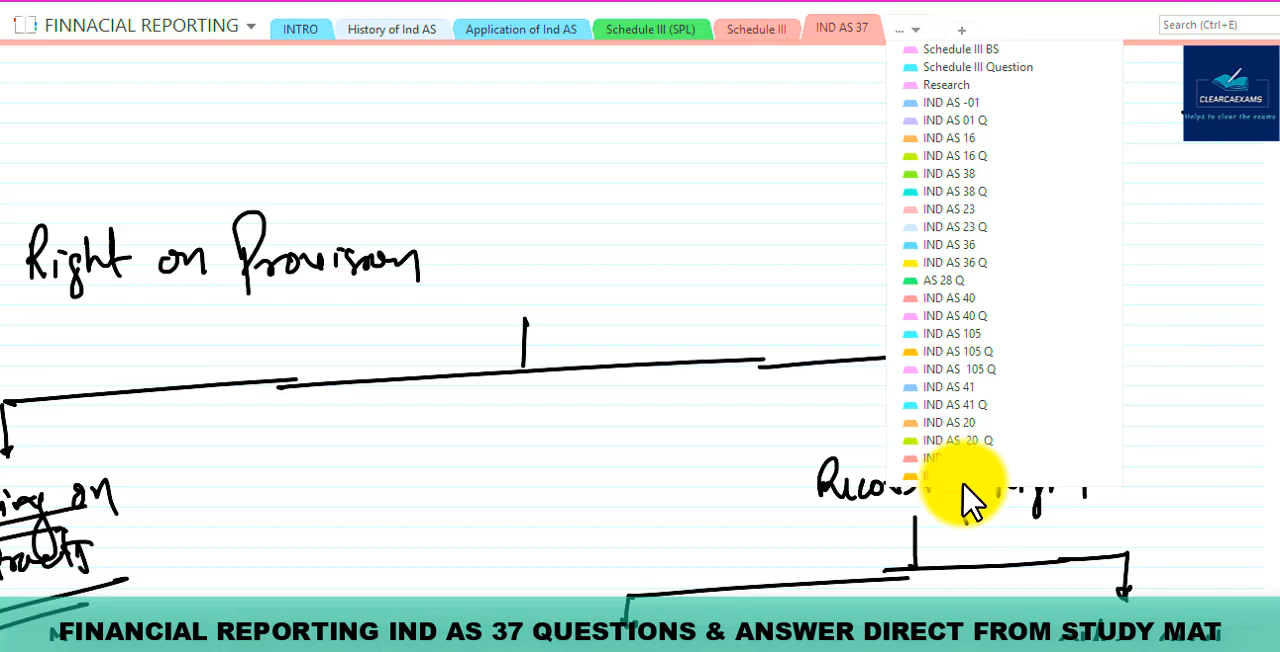 FINNACIAL REPORTING
INTRO
History of Ind AS
Application of Ind AS
Schedule III (SPL)
Schedule III
IND AS 37
...
Search (Ctrl+E)
Schedule III BS
Schedule III Question
Research
IND AS -01
IND AS 01 Q
IND AS 16
IND AS 16 Q
IND AS 38
IND AS 38 Q
IND AS 23
IND AS 23 Q
IND AS 36
IND AS 36 Q
AS 28 Q
IND AS 40
IND AS 40 Q
IND AS 105
IND AS 105 Q
IND AS  105 Q
IND AS 41
IND AS 41 Q
IND AS 20
IND AS  20  Q
CLEARCAEXAMS
Helps to clear the exams
Right on Provision
on
FINANCIAL REPORTING IND AS 37 QUESTIONS & ANSWER DIRECT FROM STUDY MAT